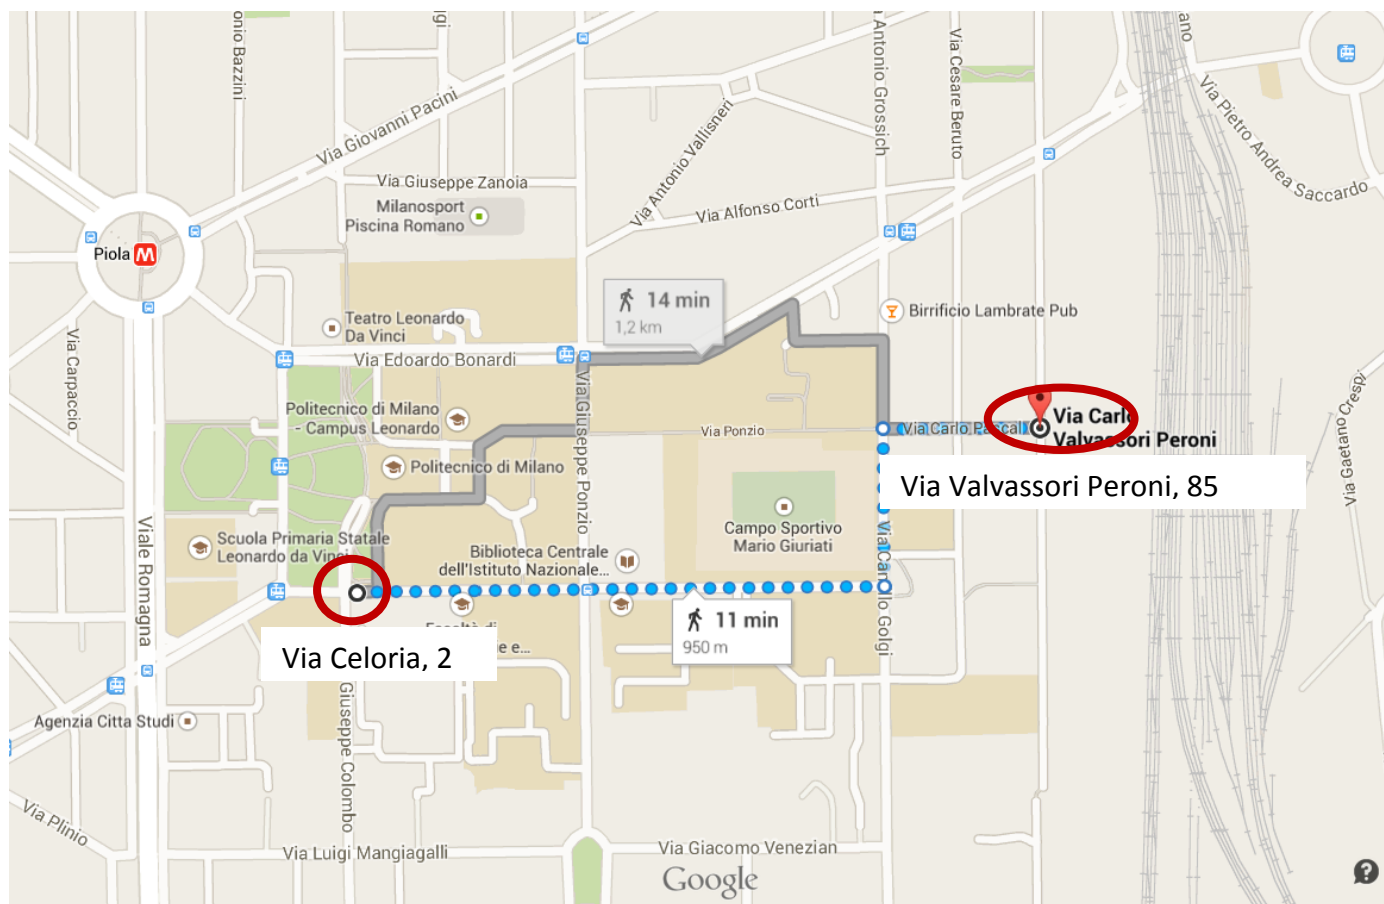 onio Bazzini
lgi
Antonio Grossich
Via Cesare Beruto
ano
Via Giovanni Pacini
Via Antonio Vallisneri
Via Pietro Andrea Saccardo
Via Giuseppe Zanoia
Milanosport
Piscina Romano
Via Alfonso Corti
Piola
M
14 min
1,2 km
Birrificio Lambrate Pub
Teatro Leonardo
Da Vinci
Via Carpaccio
Via Edoardo Bonardi
Via Giuseppe Ponzio
Politecnico di Milano
- Campus Leonardo
Via Ponzio
Via Carlo Pascal
Via Carlo
Valvassori Peroni
Via Gaetano Crespi
Politecnico di Milano
Via Valvassori Peroni, 85
Campo Sportivo
Mario Giuriati
Viale Romagna
Scuola Primaria Statale
Leonardo da Vinci
Biblioteca Centrale
dell'Istituto Nazionale...
Via Camillo Golgi
11 min
950 m
Via Celoria, 2
e e...
Giuseppe Colombo
Agenzia Citta Studi
Via Plinio
Via Luigi Mangiagalli
Via Giacomo Venezian
Google
?